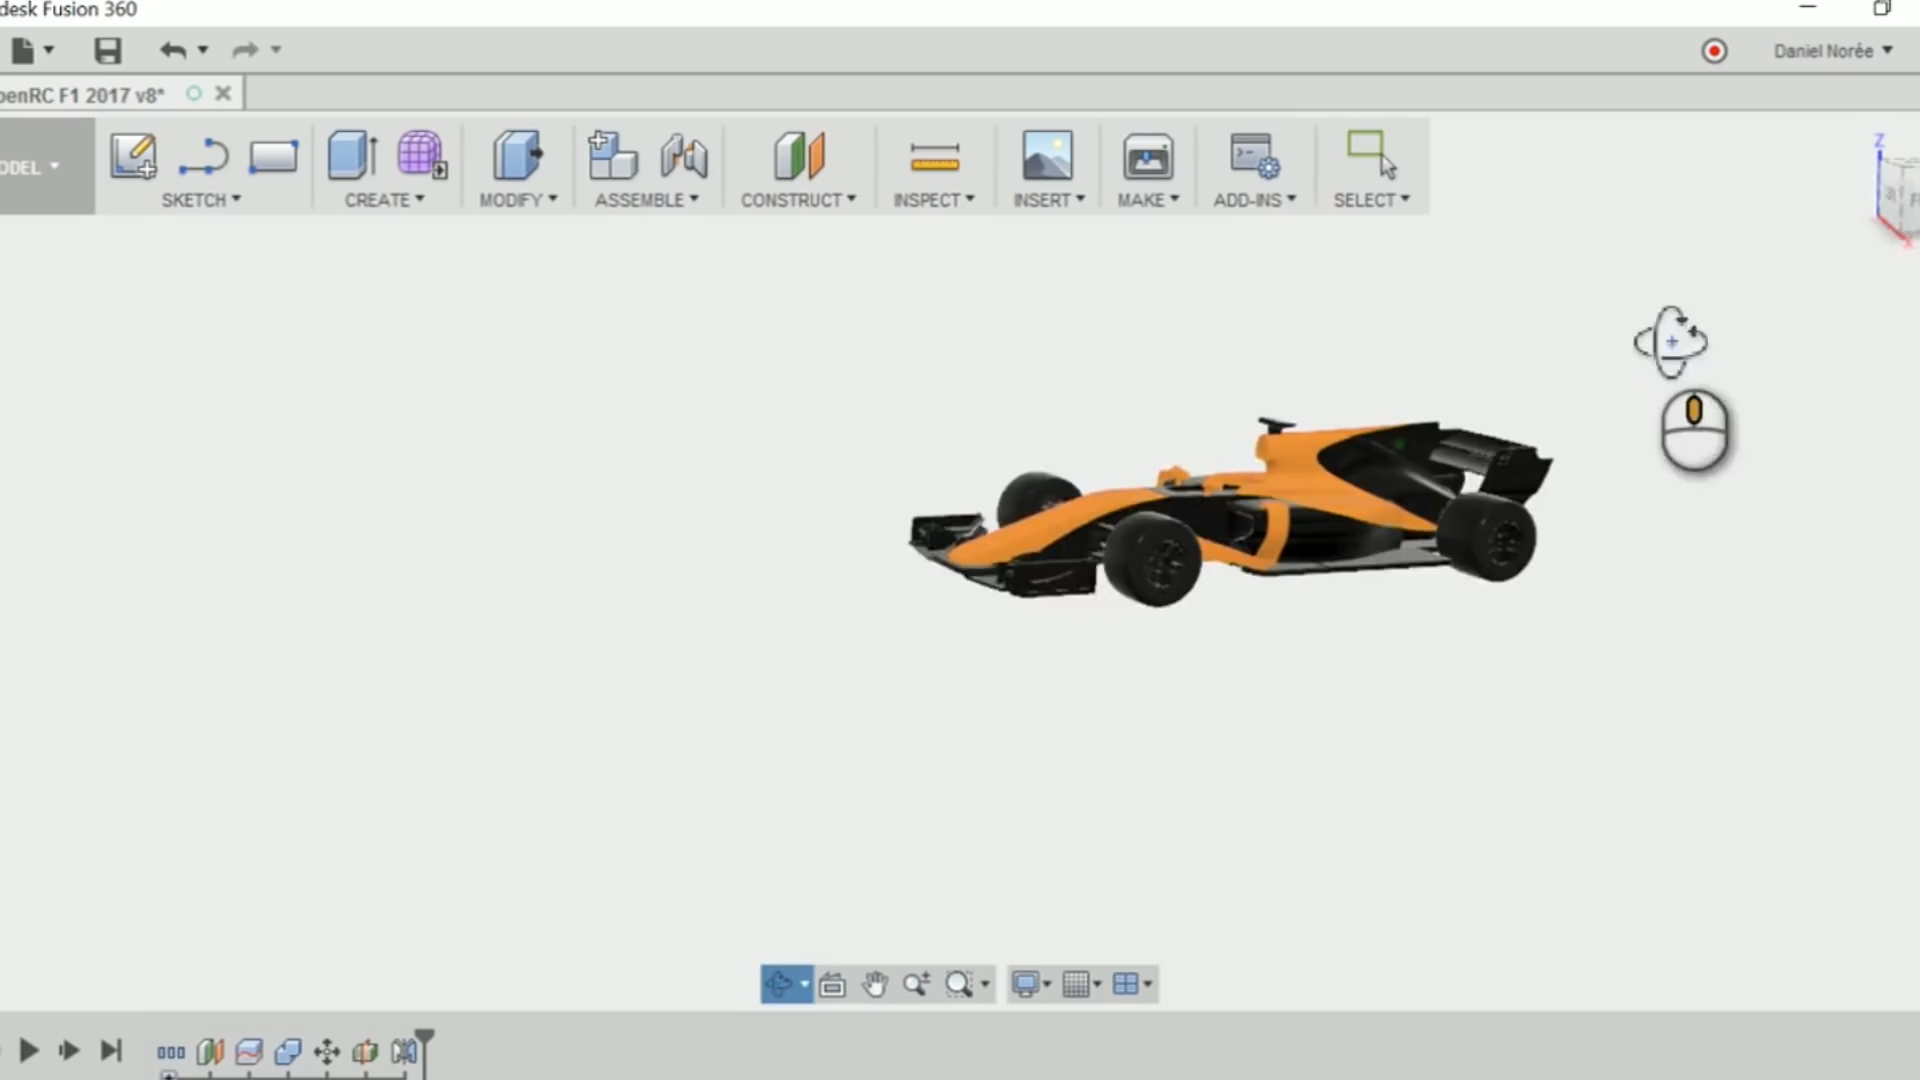 desk Fusion 360
Daniel Norée
penRC F1 2017 v8*
ODEL
SKETCH
CREATE
MODIFY
ASSEMBLE
CONSTRUCT
INSPECT
INSERT
MAKE
ADD-INS
SELECT
Z
X